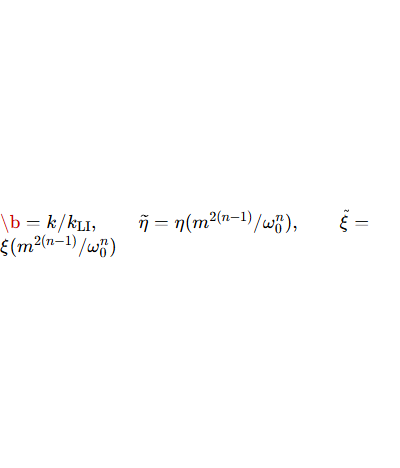 \b = k/k_LI, η̃ = η(m^{2(n−1)}/ω_0^n), ξ̃ =
ξ(m^{2(n−1)}/ω_0^n)